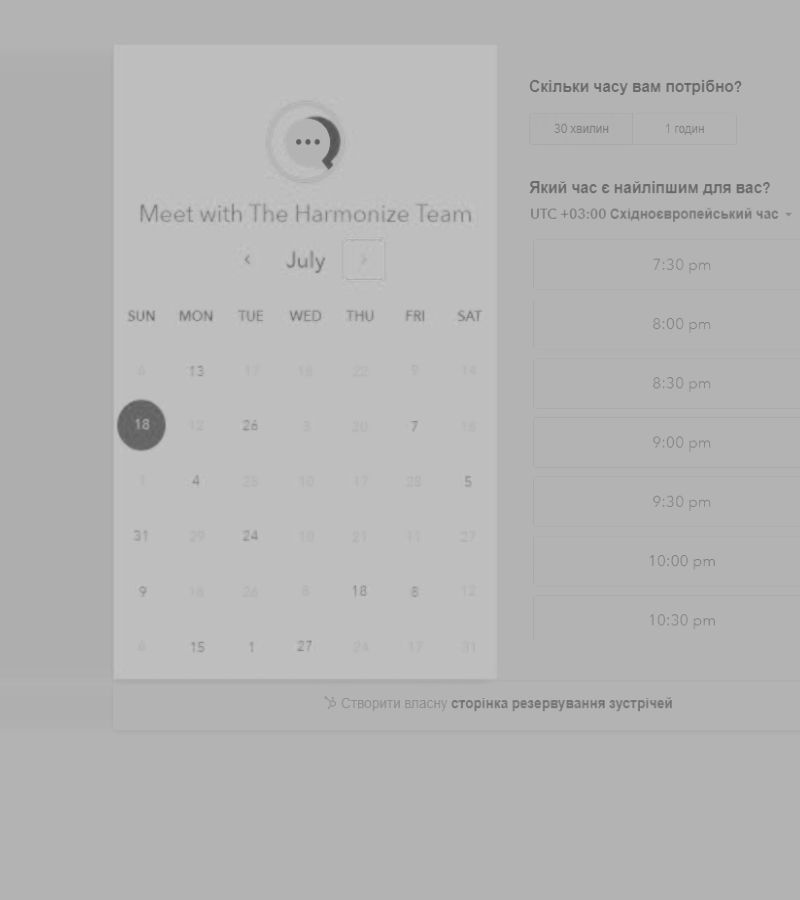 Meet with The Harmonize Team
July
SUN MON TUE WED THU FRI SAT
6 13 17 18 22 9 14
18 12 26 5 20 7 16
1 4 25 10 17 28 5
31 29 24 10 21 11 27
9 16 26 8 18 8 12
6 15 1 27 24 17 31
Скільки часу вам потрібно?
30 хвилин 1 годин
Який час є найліпшим для вас?
UTC +03:00 Східноєвропейський час
7:30 pm
8:00 pm
8:30 pm
9:00 pm
9:30 pm
10:00 pm
10:30 pm
Створити власну сторінка резервування зустрічей